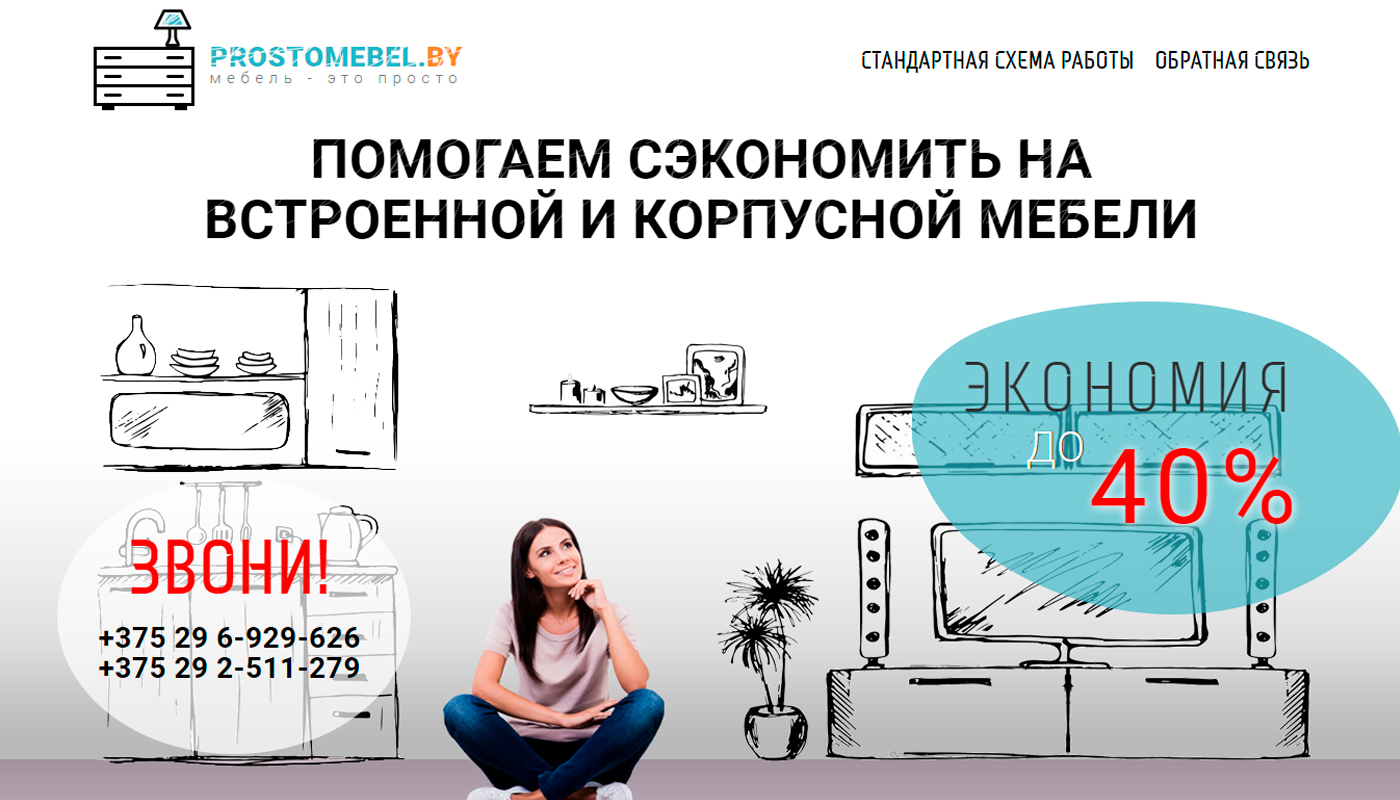 PROSTOMEBEL.BY
мебель - это просто
СТАНДАРТНАЯ СХЕМА РАБОТЫ ОБРАТНАЯ СВЯЗЬ
ПОМОГАЕМ СЭКОНОМИТЬ НА
ВСТРОЕННОЙ И КОРПУСНОЙ МЕБЕЛИ
ЭКОНОМИЯ
ДО
40%
ЗВОНИ!
+375 29 6-929-626
+375 29 2-511-279